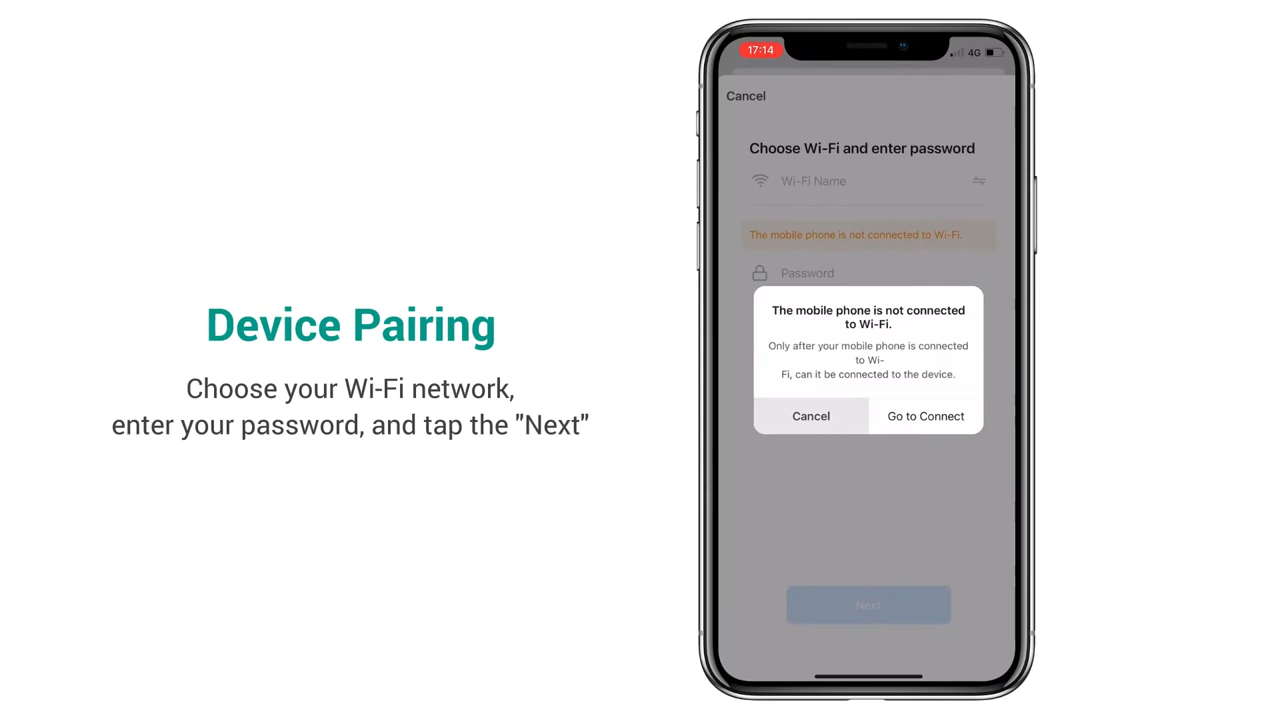 Device Pairing
Choose your Wi-Fi network,
enter your password, and tap the "Next"
17:14
4G
Cancel
Choose Wi-Fi and enter password
Wi-Fi Name
The mobile phone is not connected to Wi-Fi.
Password
The mobile phone is not connected
to Wi-Fi.
Only after your mobile phone is connected
to Wi-
Fi, can it be connected to the device.
Cancel
Go to Connect
Next